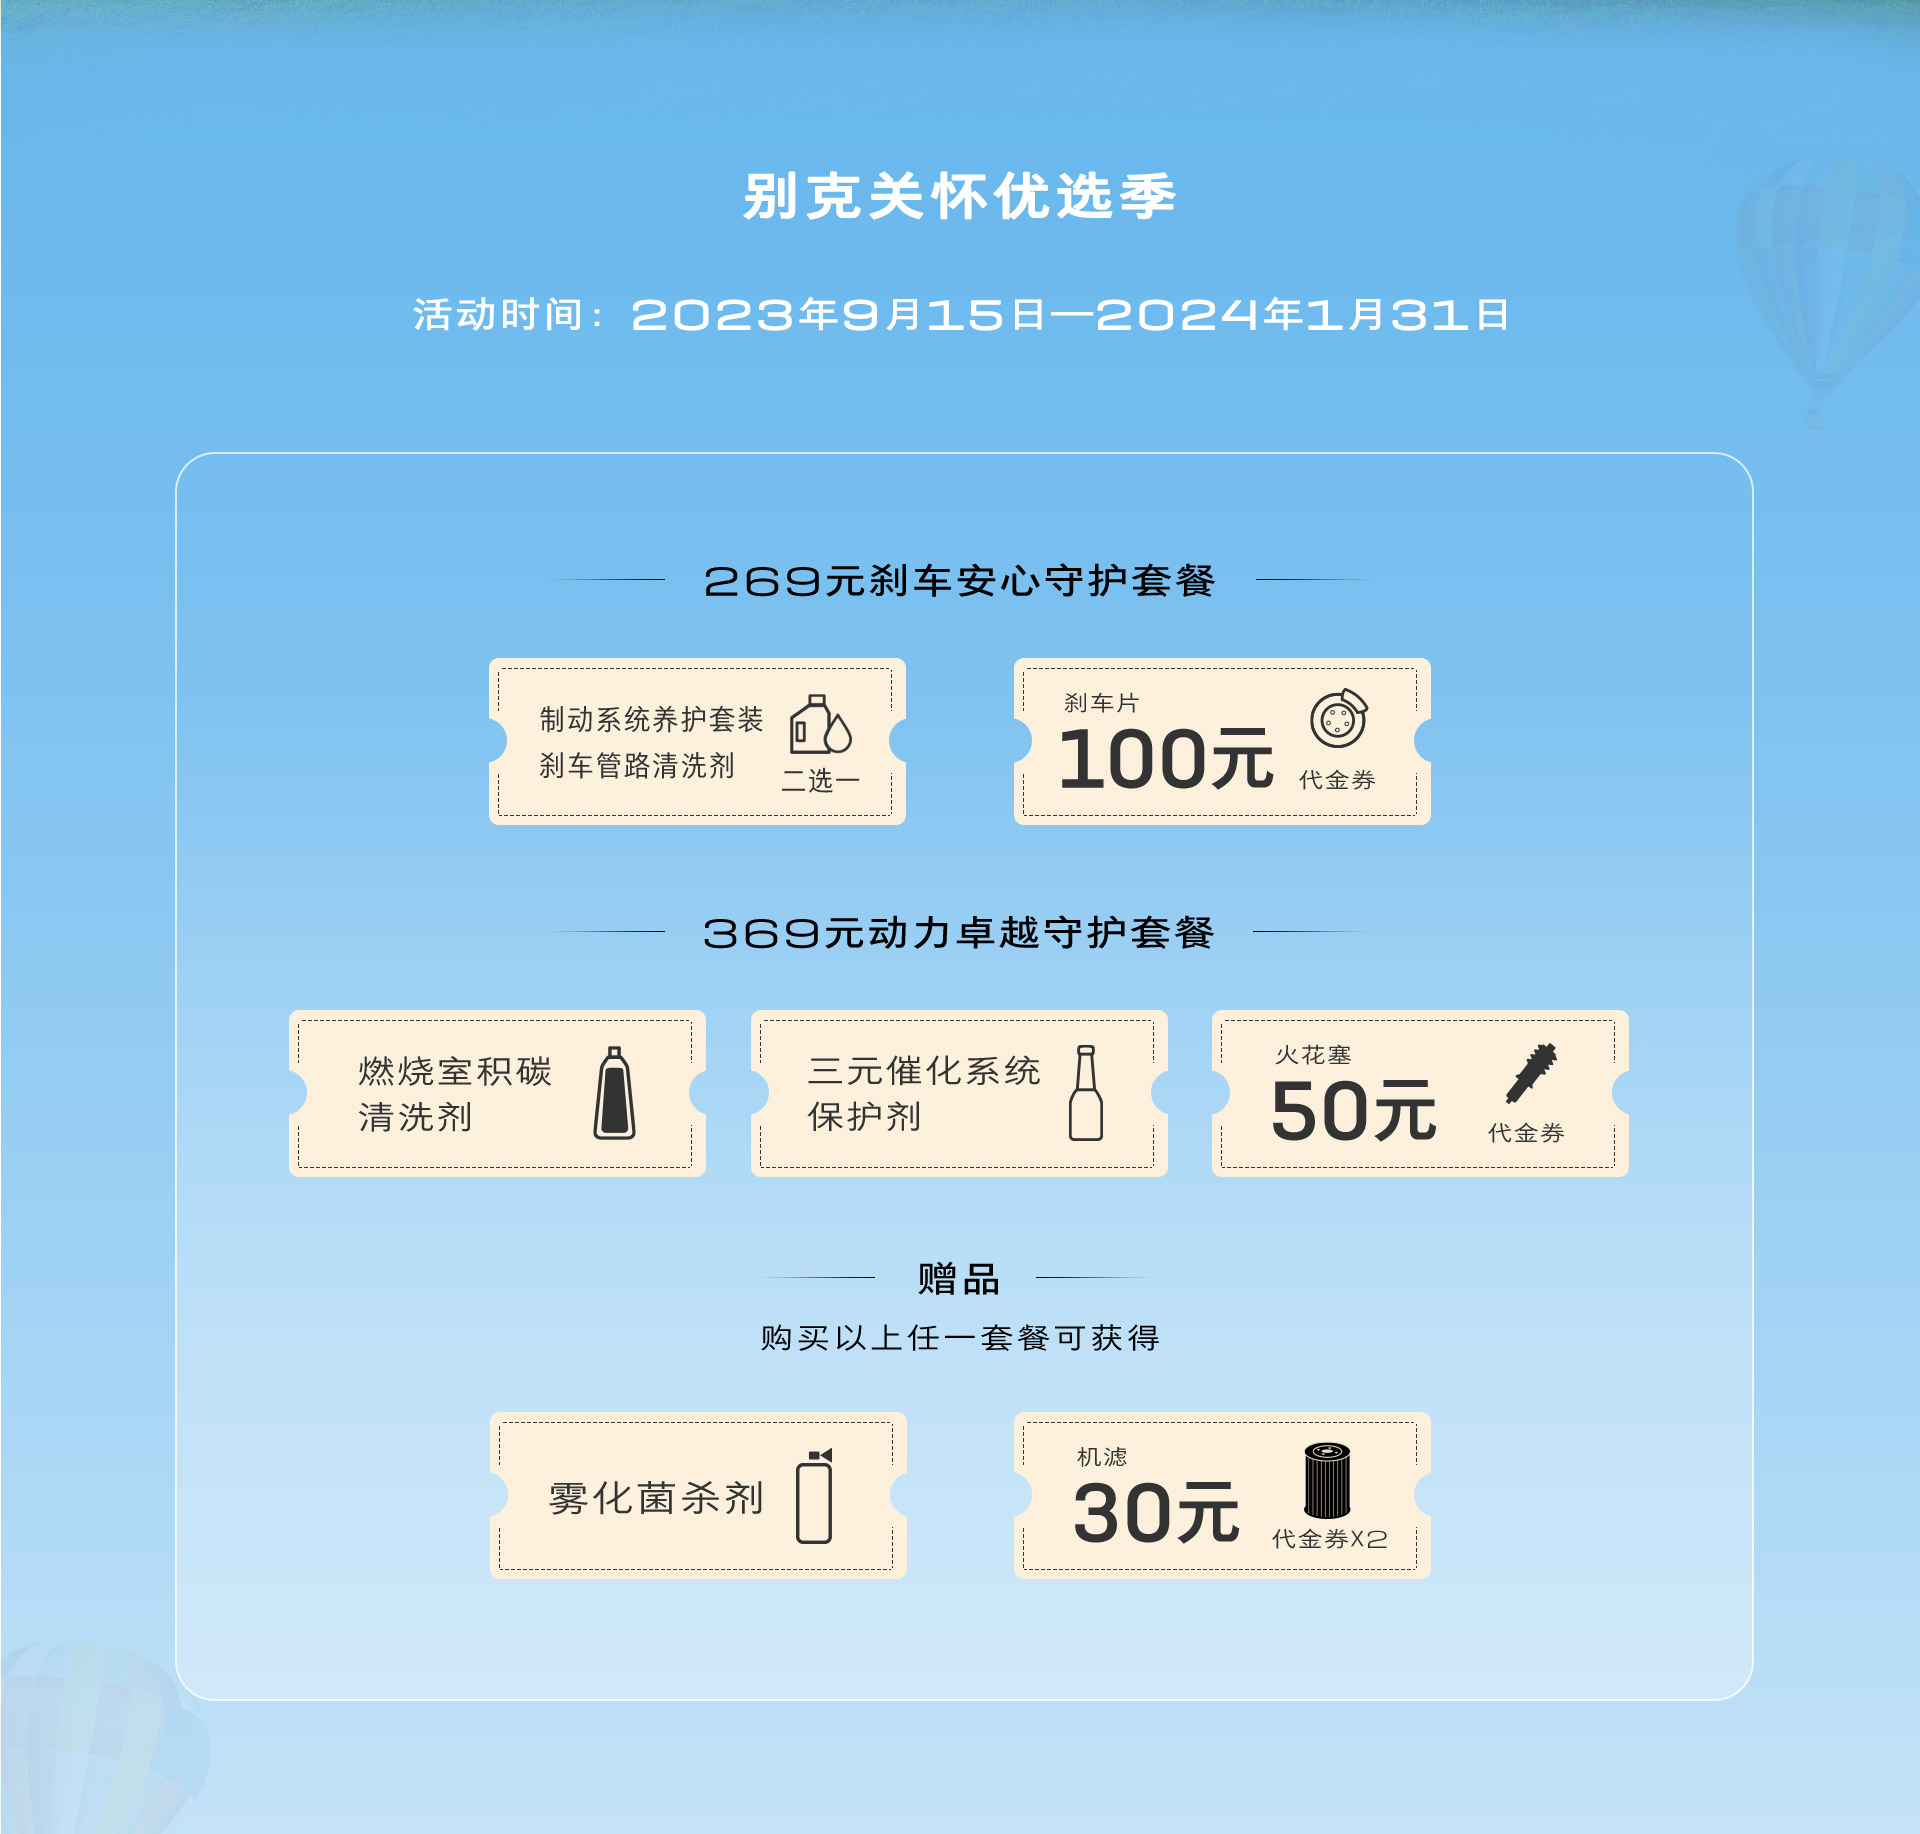 别克关怀优选季
活动时间：2023年9月15日—2024年1月31日
269元刹车安心守护套餐
制动系统养护套装
刹车管路清洗剂
二选一
刹车片
100元
代金券
369元动力卓越守护套餐
燃烧室积碳
清洗剂
三元催化系统
保护剂
火花塞
50元
代金券
赠品
购买以上任一套餐可获得
雾化菌杀剂
机滤
30元
代金券X2